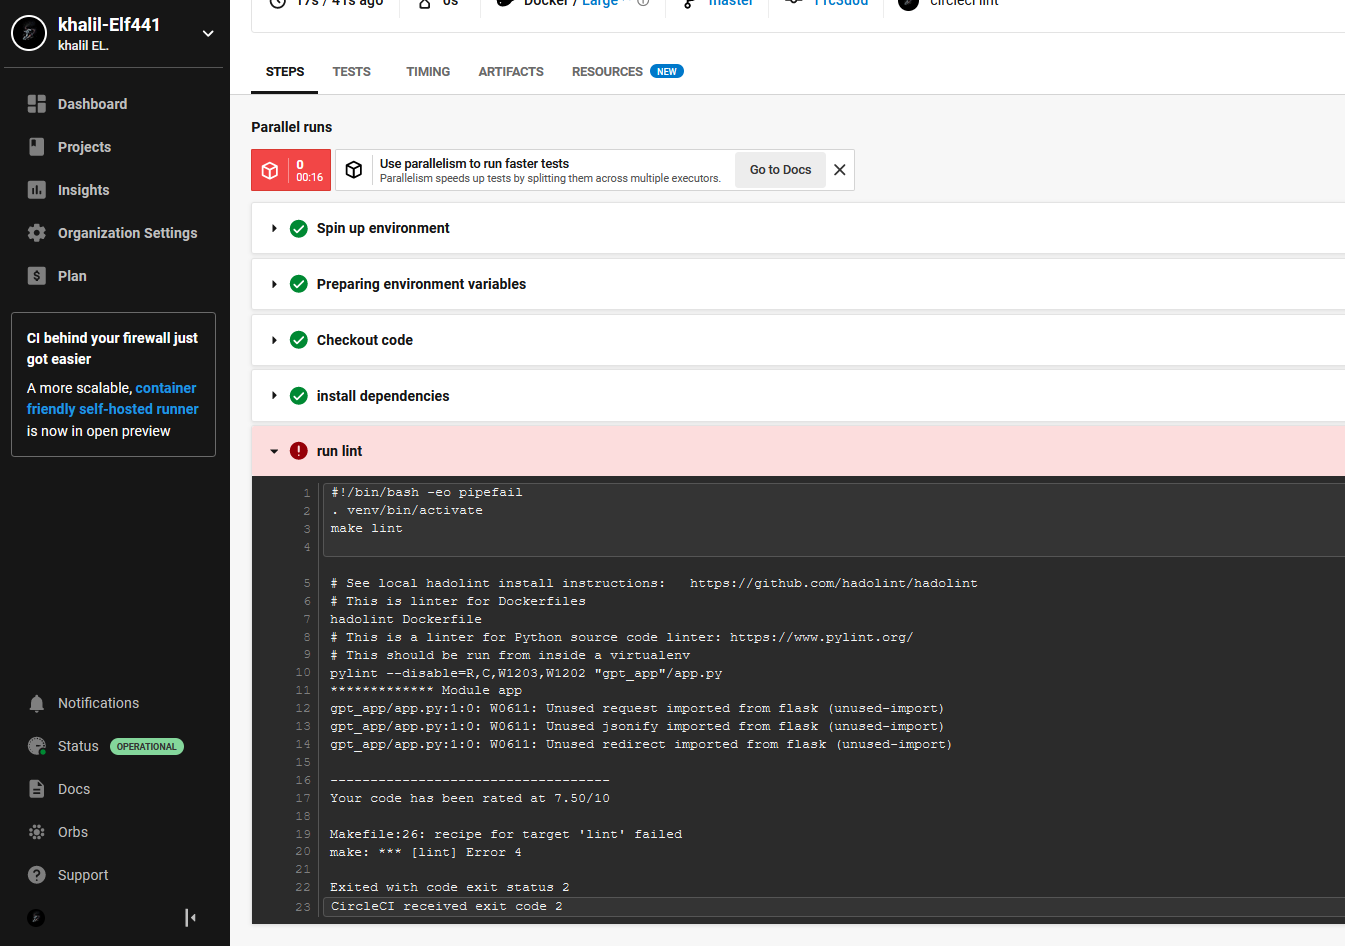 khalil-Elf441
khalil EL.
Dashboard
Projects
Insights
Organization Settings
Plan
CI behind your firewall just
got easier
A more scalable, container
friendly self-hosted runner
is now in open preview
Notifications
Status OPERATIONAL
Docs
Orbs
Support
17s / 41s ago
0s
Docker / Large
master
circleci lint
STEPS TESTS TIMING ARTIFACTS RESOURCES NEW
Parallel runs
0
00:16
Use parallelism to run faster tests
Parallelism speeds up tests by splitting them across multiple executors.
Go to Docs
Spin up environment
Preparing environment variables
Checkout code
install dependencies
run lint
1 #!/bin/bash -eo pipefail
2 . venv/bin/activate
3 make lint
4
5 # See local hadolint install instructions:   https://github.com/hadolint/hadolint
6 # This is linter for Dockerfiles
7 hadolint Dockerfile
8 # This is a linter for Python source code linter: https://www.pylint.org/
9 # This should be run from inside a virtualenv
10 pylint --disable=R,C,W1203,W1202 "gpt_app"/app.py
11 ************* Module app
12 gpt_app/app.py:1:0: W0611: Unused request imported from flask (unused-import)
13 gpt_app/app.py:1:0: W0611: Unused jsonify imported from flask (unused-import)
14 gpt_app/app.py:1:0: W0611: Unused redirect imported from flask (unused-import)
15
16 -----------------------------------
17 Your code has been rated at 7.50/10
18
19 Makefile:26: recipe for target 'lint' failed
20 make: *** [lint] Error 4
21
22 Exited with code exit status 2
23 CircleCI received exit code 2